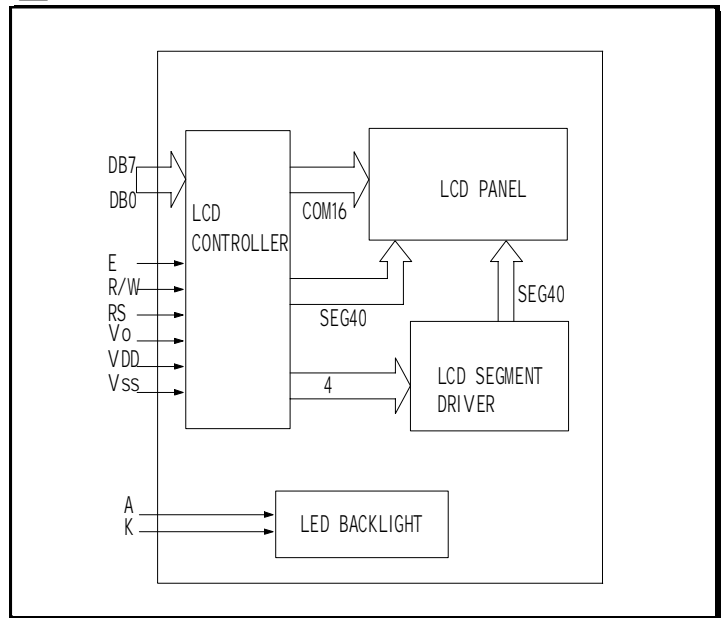 DB7
DB0
LCD
CONTROLLER
COM16
LCD PANEL
E
R/W
RS
Vo
VDD
Vss
SEG40
SEG40
4
LCD SEGMENT
DRIVER
A
K
LED BACKLIGHT